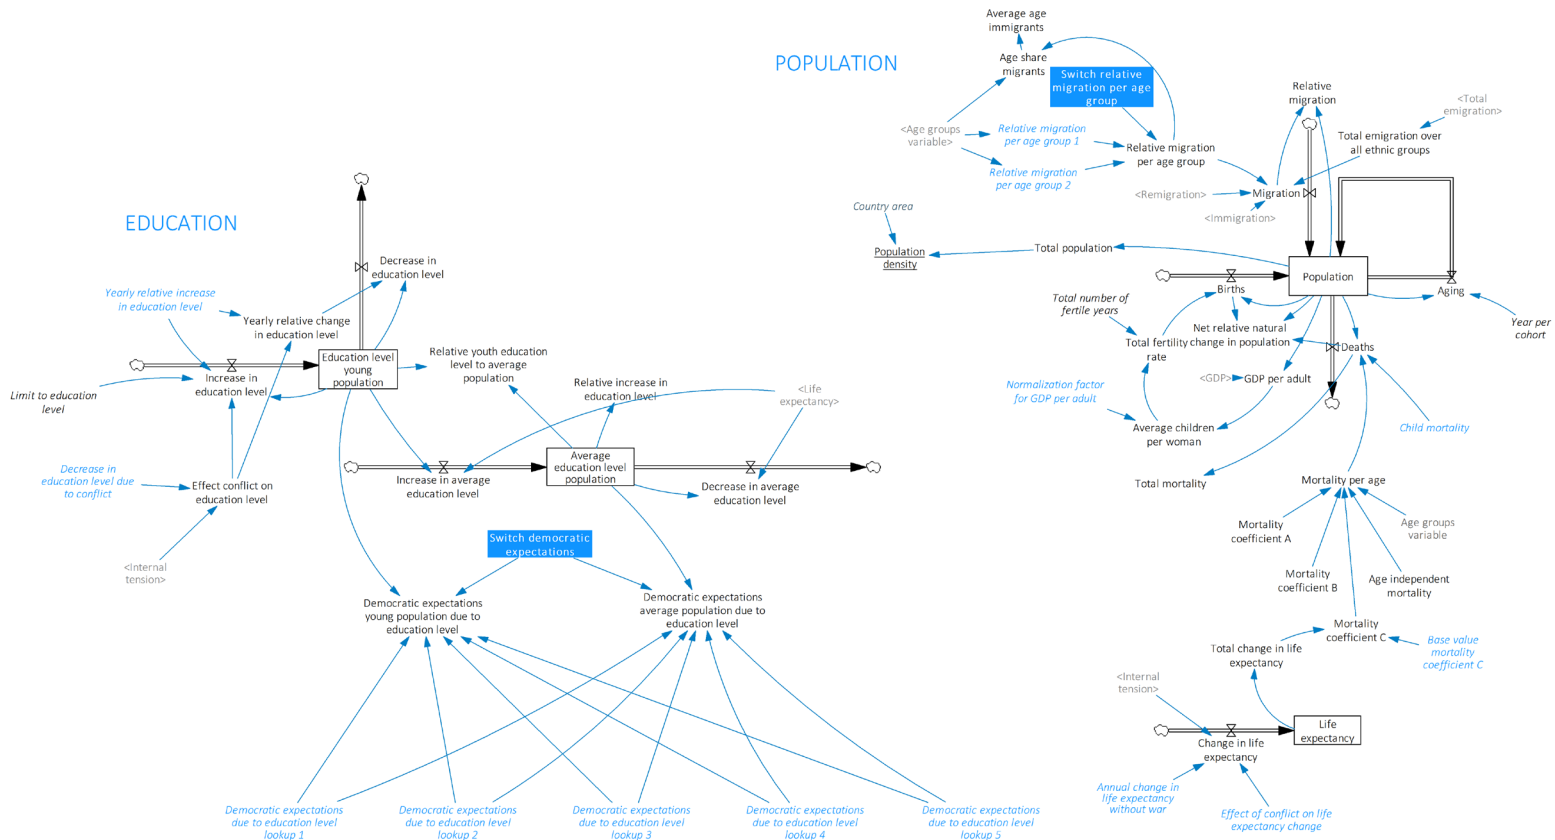 EDUCATION
Decrease in
education level
Yearly relative increase
in education level
Yearly relative change
in education level
Education level
young
population
Relative youth education
level to average
population
Increase in
education level
Limit to education
level
Relative increase in
education level
<Life
expectancy>
Decrease in
education level due
to conflict
Effect conflict on
education level
Increase in average
education level
Average
education level
population
Decrease in average
education level
<Internal
tension>
Switch democratic
expectations
Democratic expectations
young population due to
education level
Democratic expectations
average population due to
education level
Democratic expectations
due to education level
lookup 1
Democratic expectations
due to education level
lookup 2
Democratic expectations
due to education level
lookup 3
Democratic expectations
due to education level
lookup 4
Democratic expectations
due to education level
lookup 5
POPULATION
Average age
immigrants
Age share
migrants
Switch relative
migration per age
group
<Age groups
variable>
Relative migration
per age group 1
Relative migration
per age group 2
Relative migration
per age group
Relative
migration
<Total
emigration>
Total emigration over
all ethnic groups
<Remigration>
Migration
<Immigration>
Country area
Population
density
Total population
Population
Births
Aging
Total number of
fertile years
Net relative natural
change in population
Year per
cohort
Total fertility
rate
Deaths
<GDP>
GDP per adult
Normalization factor
for GDP per adult
Average children
per woman
Child mortality
Total mortality
Mortality per age
Mortality
coefficient A
Age groups
variable
Mortality
coefficient B
Age independent
mortality
Mortality
coefficient C
Base value
mortality
coefficient C
Total change in life
expectancy
<Internal
tension>
Life
expectancy
Change in life
expectancy
Annual change in
life expectancy
without war
Effect of conflict on life
expectancy change